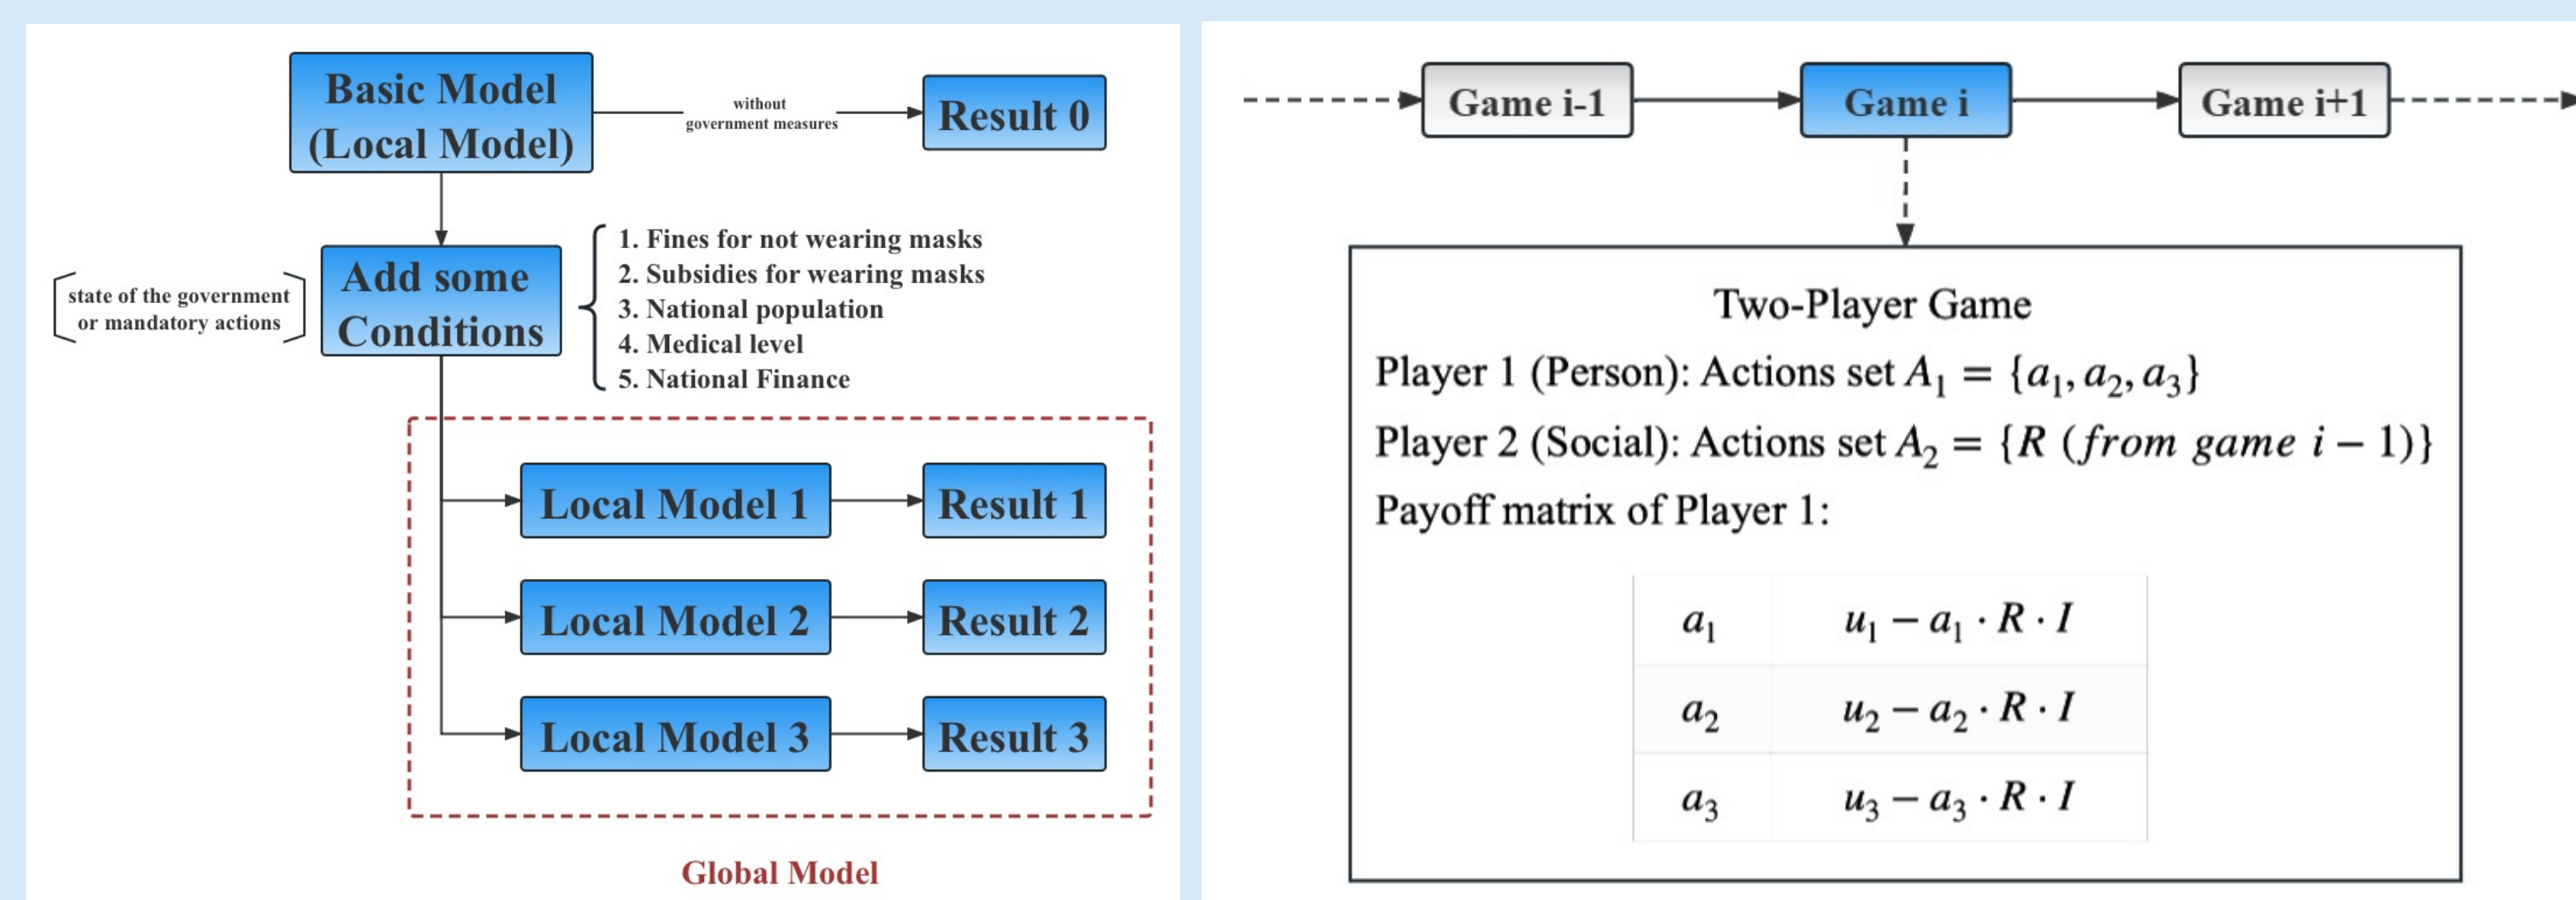 Basic Model
(Local Model)
without
government measures
Result 0
state of the government
or mandatory actions
Add some
Conditions
1. Fines for not wearing masks
2. Subsidies for wearing masks
3. National population
4. Medical level
5. National Finance
Local Model 1
Result 1
Local Model 2
Result 2
Local Model 3
Result 3
Global Model
Game i-1
Game i
Game i+1
Two-Player Game
Player 1 (Person): Actions set A₁ = {a₁, a₂, a₃}
Player 2 (Social): Actions set A₂ = {R (from game i − 1)}
Payoff matrix of Player 1:
a₁ u₁ − a₁ · R · I
a₂ u₂ − a₂ · R · I
a₃ u₃ − a₃ · R · I